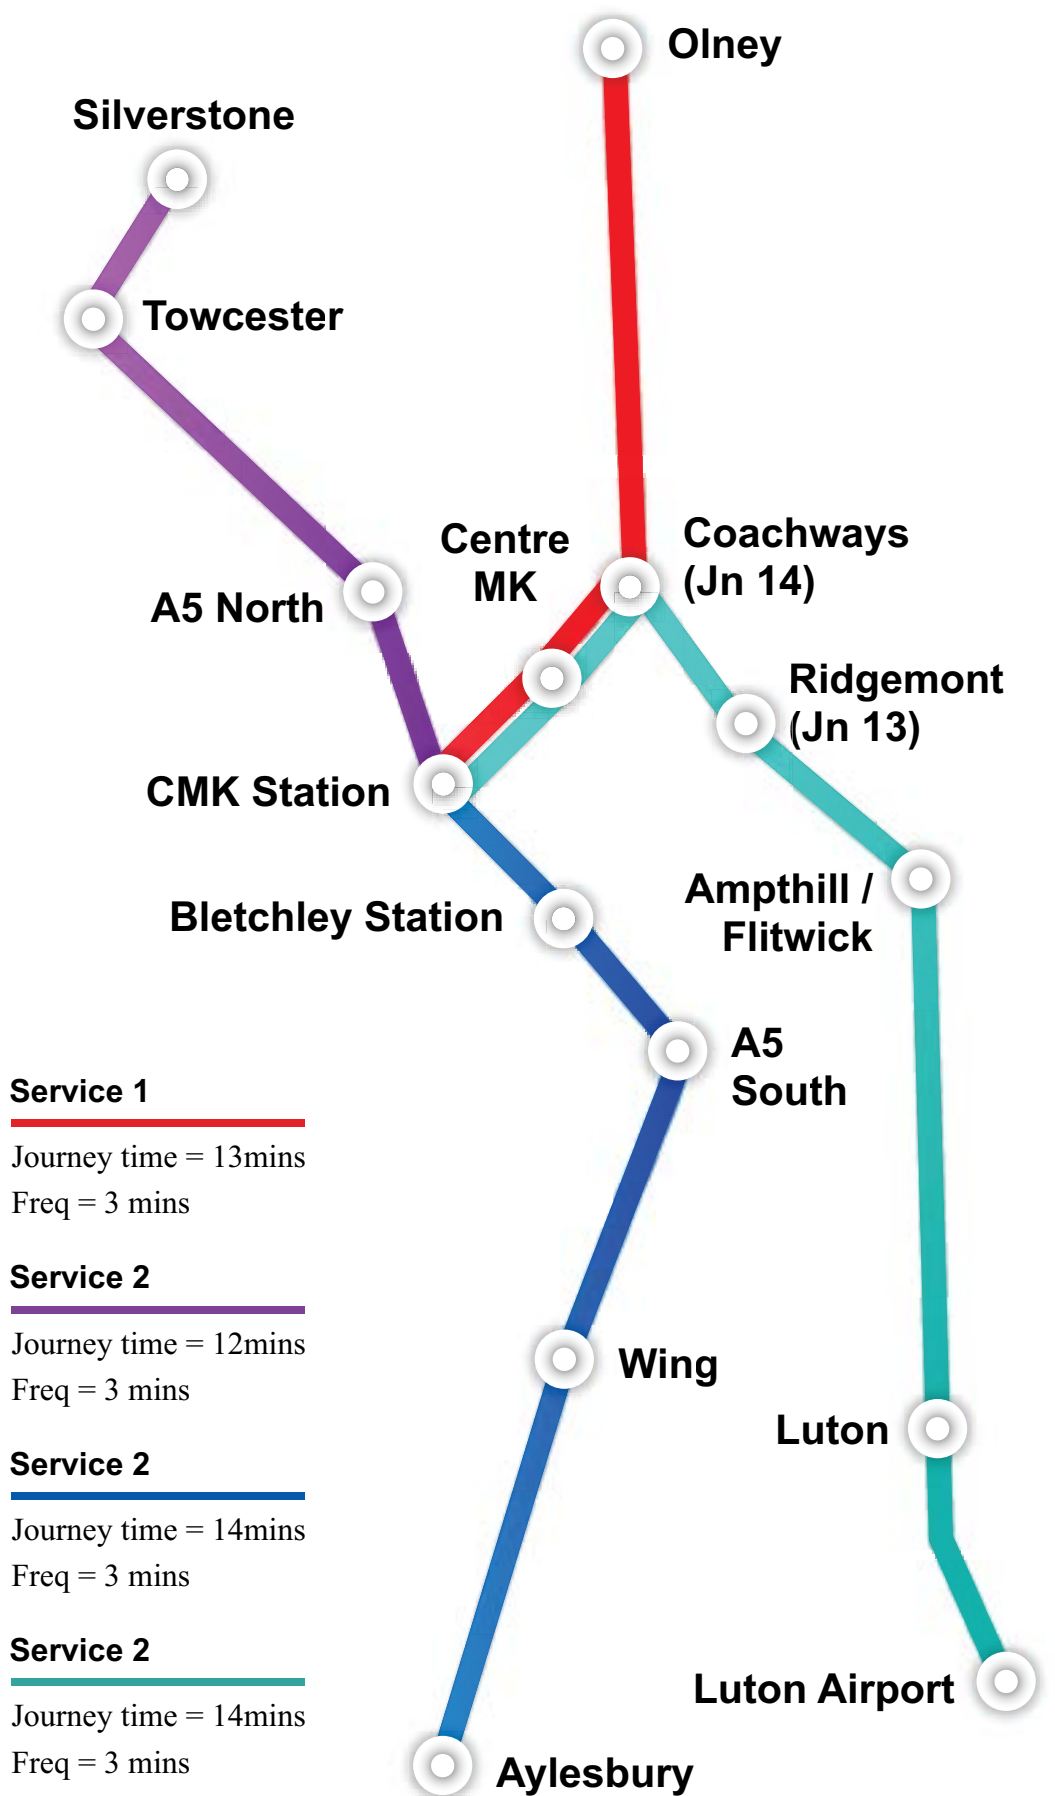 Olney
Silverstone
Towcester
Centre
MK
Coachways
(Jn 14)
A5 North
Ridgemont
(Jn 13)
CMK Station
Ampthill /
Flitwick
Bletchley Station
A5
South
Service 1
Journey time = 13mins
Freq = 3 mins
Service 2
Journey time = 12mins
Freq = 3 mins
Wing
Luton
Service 2
Journey time = 14mins
Freq = 3 mins
Service 2
Journey time = 14mins
Freq = 3 mins
Luton Airport
Aylesbury